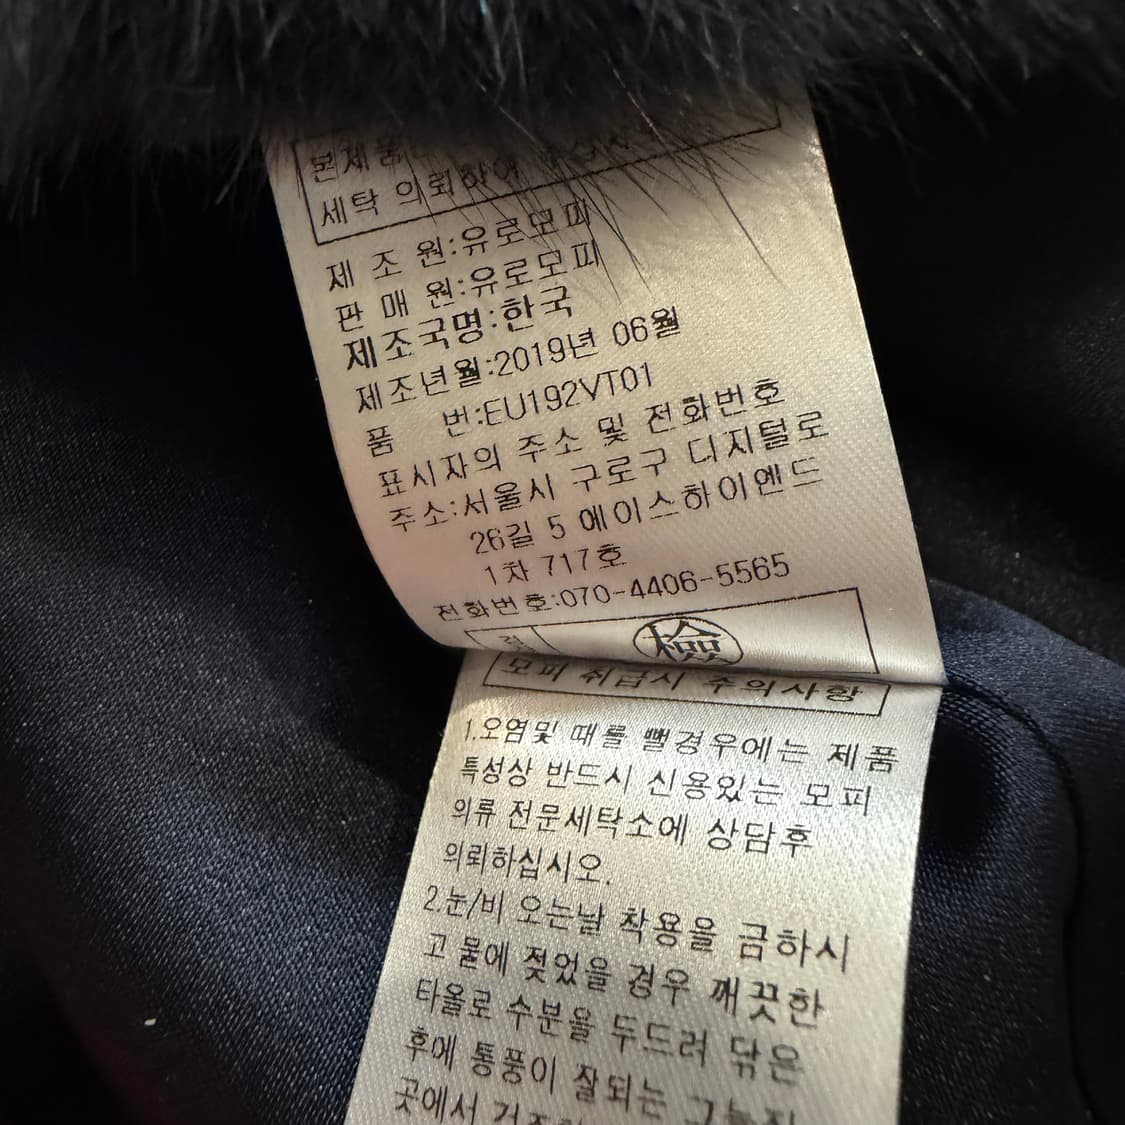 본제품
세탁 의뢰하여
제 조 원:유로모피
판 매 원:유로모피
제조국명:한국
제조년월:2019년 06월
품 번:EU192VT01
표시자의 주소 및 전화번호
주소:서울시 구로구 디지털로
26길 5 에이스하이엔드
1차 717호
전화번호:070-4406-5565
檢
모피 취급시 주의사항
1.오염및 때를 뺄경우에는 제품
특성상 반드시 신용있는 모피
의류 전문세탁소에 상담후
의뢰하십시오.
2.눈/비 오는날 착용을 금하시
고 물에 젖었을 경우 깨끗한
타올로 수분을 두드려 닦은
후에 통풍이 잘되는 그늘진
곳에서